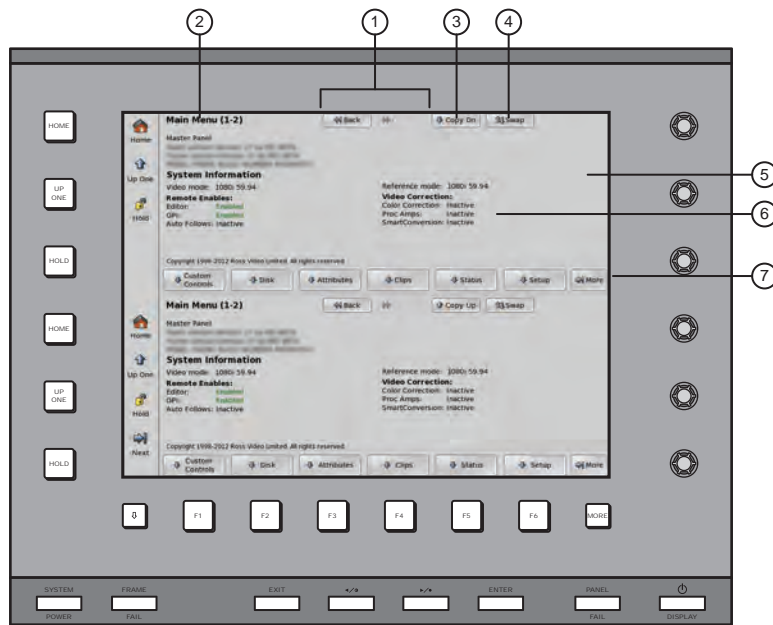 2
1
3
4
HOME
UP
ONE
HOLD
HOME
UP
ONE
HOLD
Home
Up One
Hold
Main Menu (1-2)
Back
Copy Dn
Swap
Master Panel
System Information
Video mode: 1080i 59.94
Reference mode: 1080i 59.94
Remote Enables:
Video Correction:
Editor: Enabled
Color Correction: Inactive
GPI: Enabled
Proc Amps: Inactive
Auto Follows: Inactive
SmartConversion: Inactive
Copyright 1998-2012 Ross Video Limited. All rights reserved.
Custom
Controls
Disk
Attributes
Clips
Status
Setup
More
5
6
7
Home
Up One
Hold
Next
Main Menu (1-2)
Back
Copy Up
Swap
Master Panel
System Information
Video mode: 1080i 59.94
Reference mode: 1080i 59.94
Remote Enables:
Video Correction:
Editor: Enabled
Color Correction: Inactive
GPI: Enabled
Proc Amps: Inactive
Auto Follows: Inactive
SmartConversion: Inactive
Copyright 1998-2012 Ross Video Limited. All rights reserved.
Custom
Controls
Disk
Attributes
Clips
Status
Setup
More
F1
F2
F3
F4
F5
F6
MORE
SYSTEM
FRAME
EXIT
ENTER
PANEL
POWER
FAIL
FAIL
DISPLAY